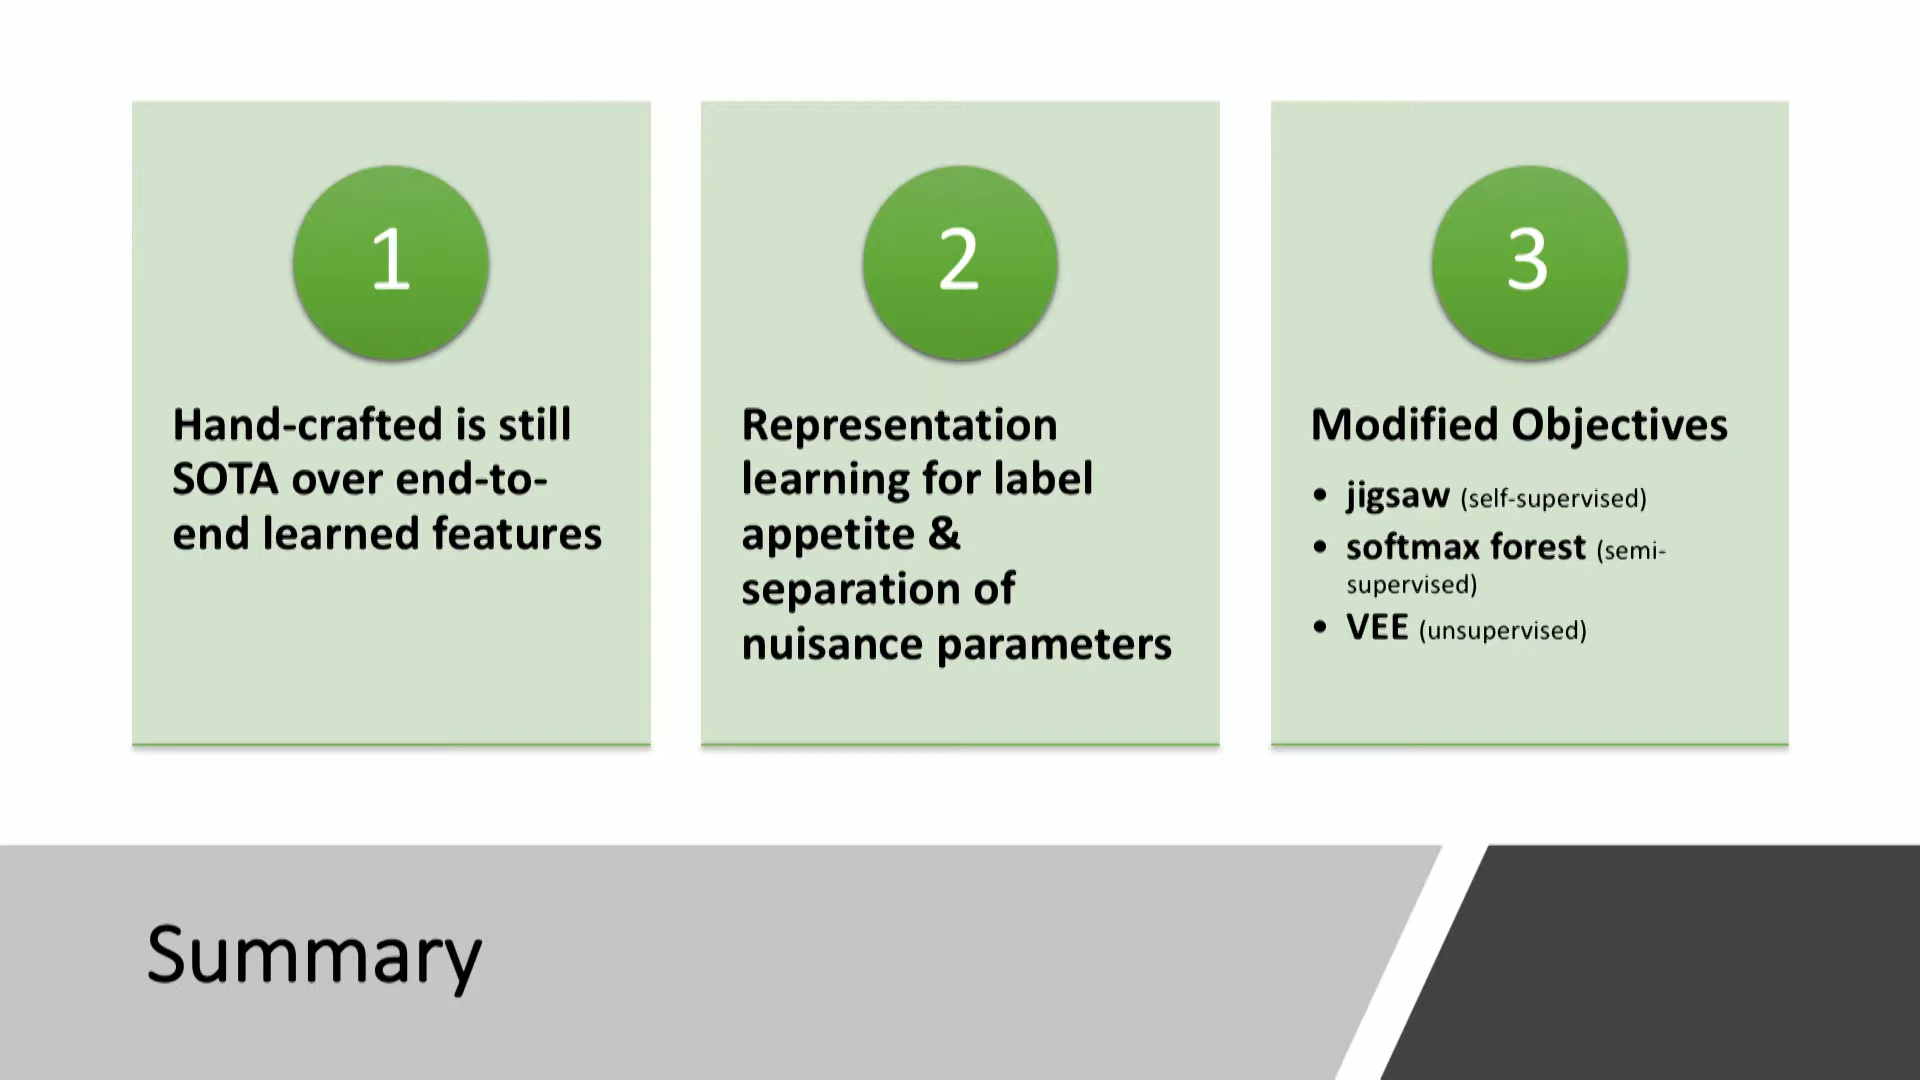 1
Hand-crafted is still
SOTA over end-to-
end learned features
2
Representation
learning for label
appetite &
separation of
nuisance parameters
3
Modified Objectives
• jigsaw (self-supervised)
• softmax forest (semi-
supervised)
• VEE (unsupervised)
Summary